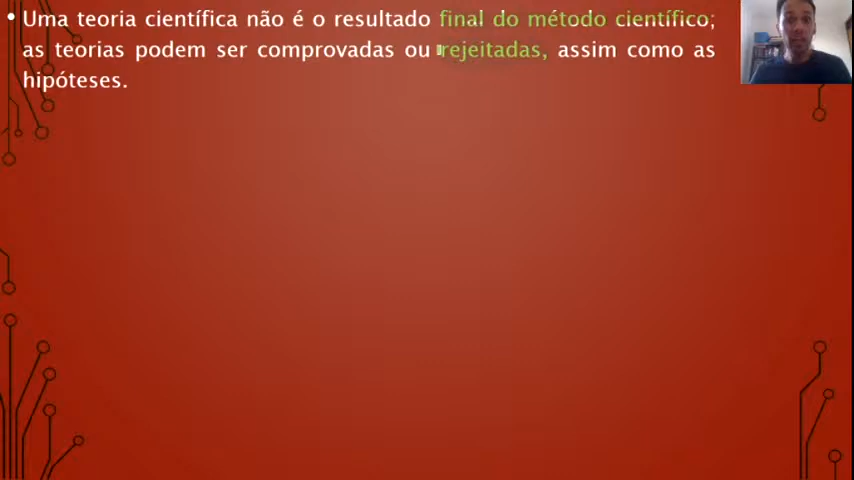 • Uma teoria científica não é o resultado final do método científico;
as teorias podem ser comprovadas ou rejeitadas, assim como as
hipóteses.